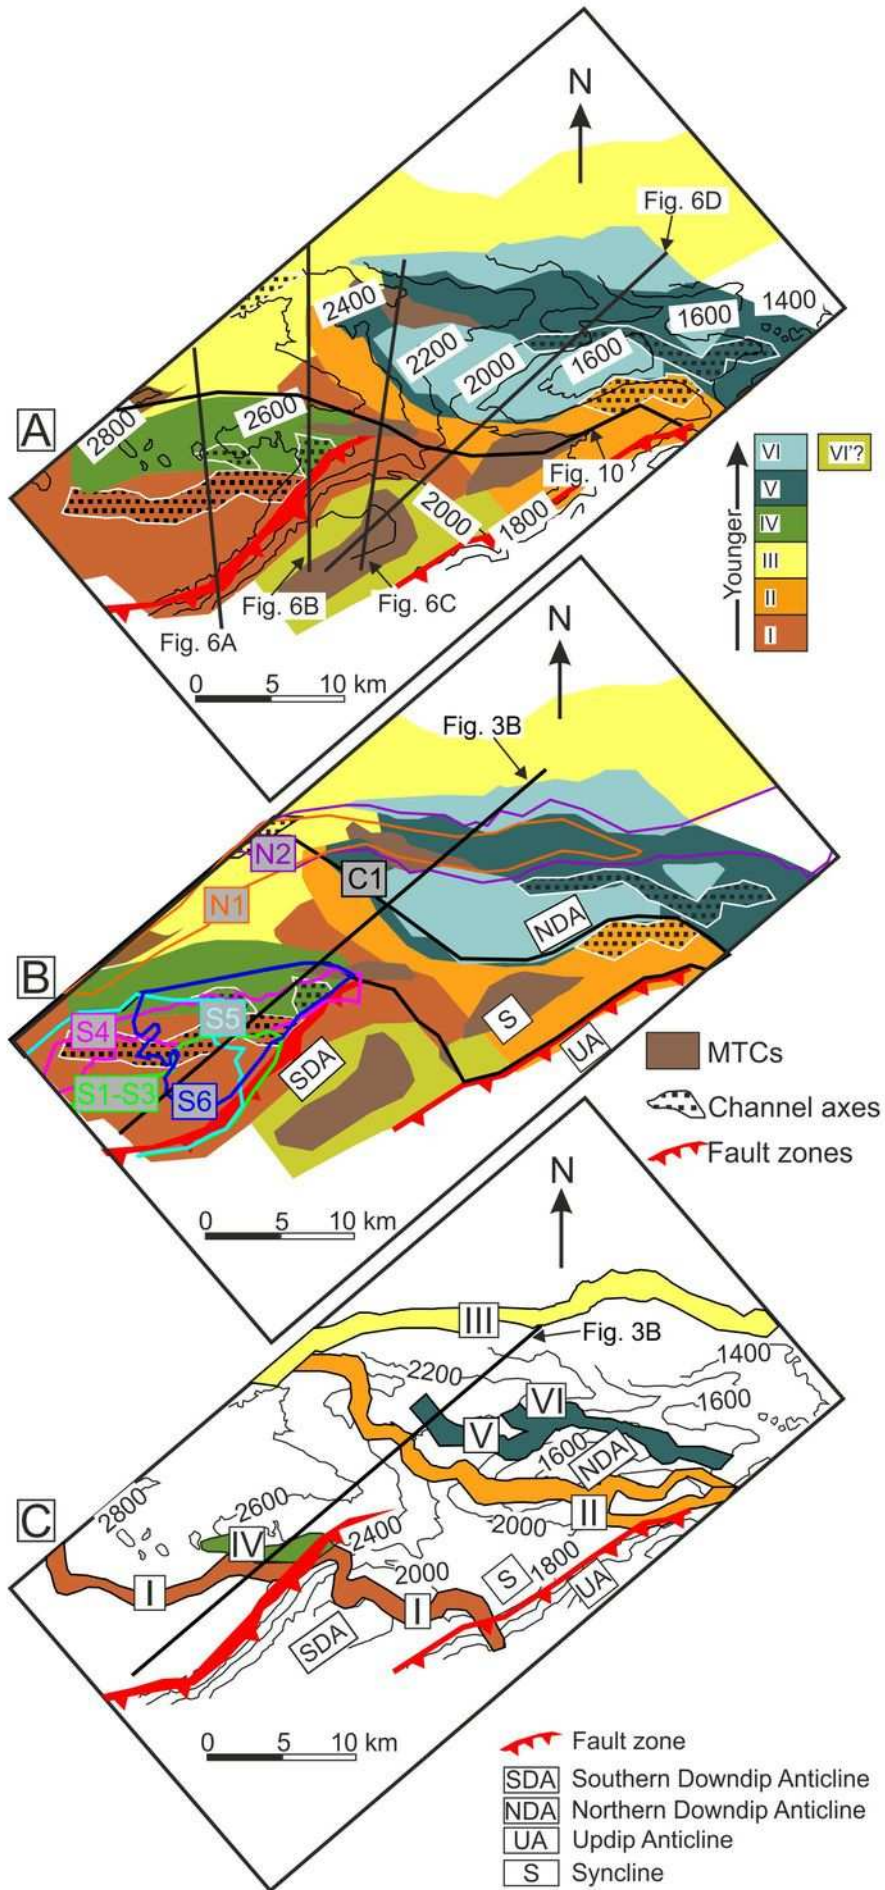 N
Fig. 6D
2400
1400
1600
2200
2000
1600
A
2800
2600
Fig. 10
2000
1800
Fig. 6B
Fig. 6C
Fig. 6A
0 5 10 km
Younger
VI VI'?
V
IV
III
II
I
N
Fig. 3B
N2
C1
N1
NDA
B
S4
S5
S
S1-S3
S6
SDA
UA
MTCs
Channel axes
Fault zones
0 5 10 km
N
III
Fig. 3B
2200
1400
1600
VI
V
1600
NDA
2800
2600
C
II
2000
IV
2400
1800
I
2000
S
UA
I
SDA
0 5 10 km
Fault zone
SDA Southern Downdip Anticline
NDA Northern Downdip Anticline
UA Updip Anticline
S Syncline